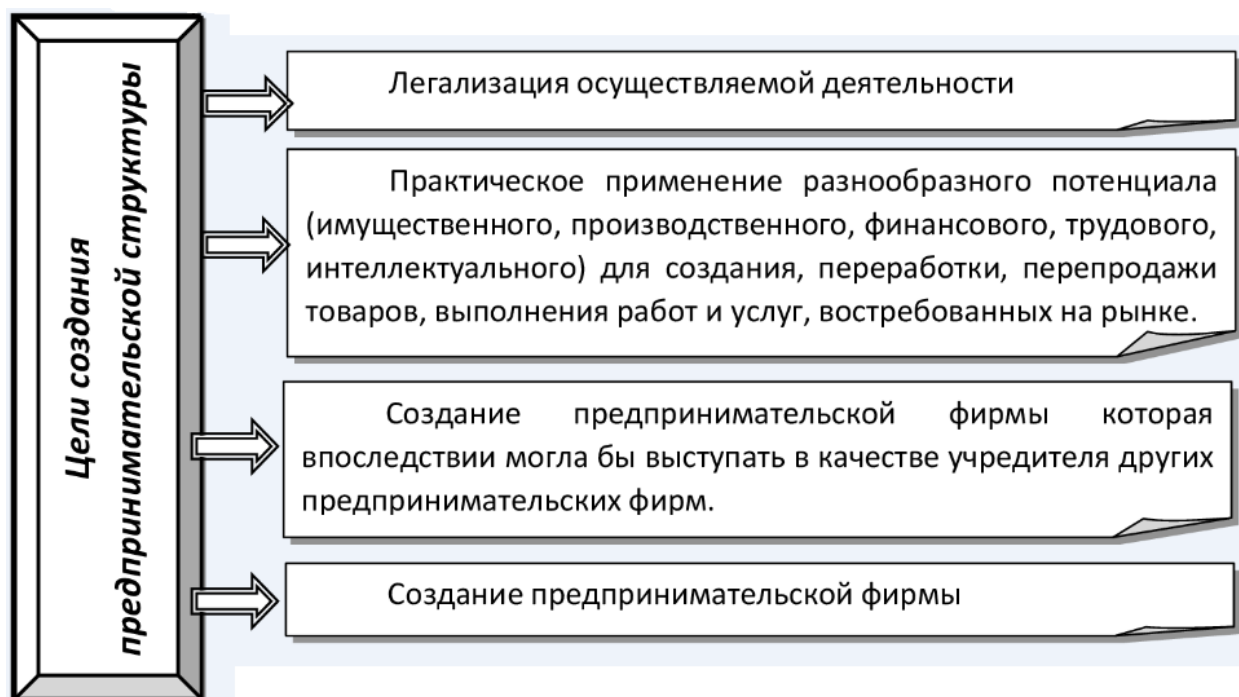 Цели создания
предпринимательской структуры
Легализация осуществляемой деятельности
Практическое применение разнообразного потенциала
(имущественного, производственного, финансового, трудового,
интеллектуального) для создания, переработки, перепродажи
товаров, выполнения работ и услуг, востребованных на рынке.
Создание предпринимательской фирмы которая
впоследствии могла бы выступать в качестве учредителя других
предпринимательских фирм.
Создание предпринимательской фирмы